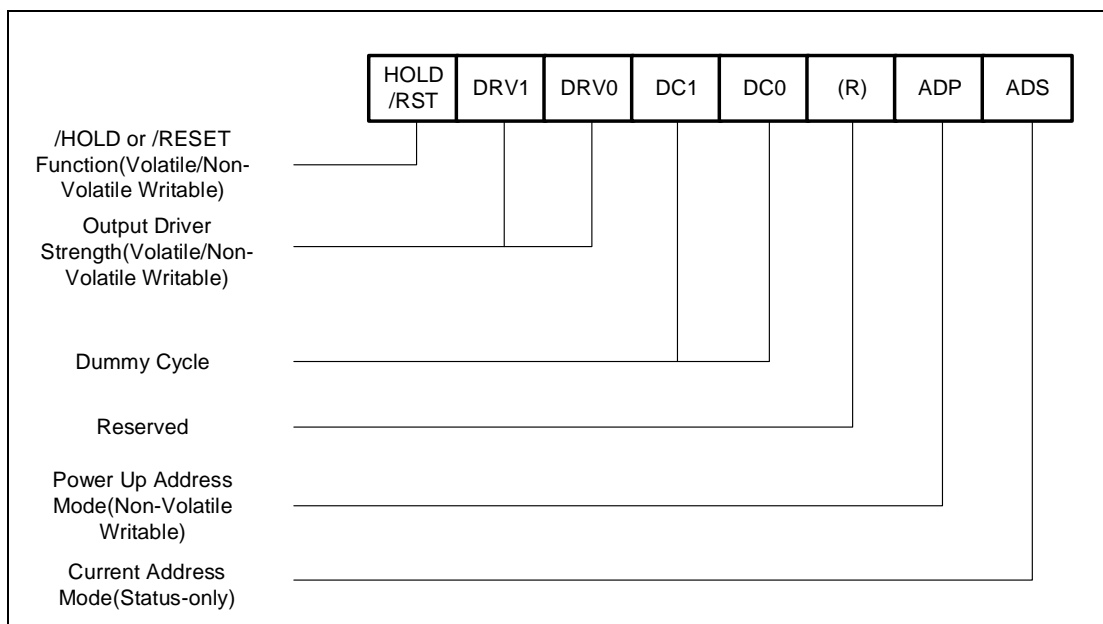 HOLD
/RST
DRV1
DRV0
DC1
DC0
(R)
ADP
ADS
/HOLD or /RESET
Function(Volatile/Non-
Volatile Writable)
Output Driver
Strength(Volatile/Non-
Volatile Writable)
Dummy Cycle
Reserved
Power Up Address
Mode(Non-Volatile
Writable)
Current Address
Mode(Status-only)